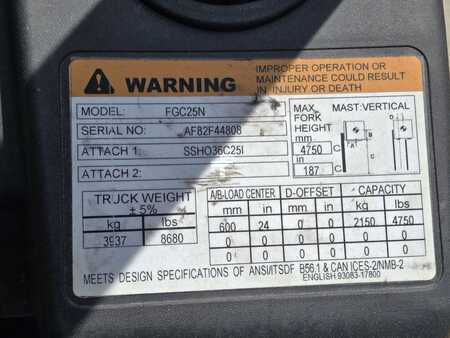 WARNING
IMPROPER OPERATION OR
MAINTENANCE COULD RESULT
IN INJURY OR DEATH
MODEL: FGC25N
SERIAL NO: AF82F44808
ATTACH 1: SSHO36C25I
ATTACH 2:
MAX FORK HEIGHT
mm
4750 C
in
187 C
MAST:VERTICAL
A
C
B
TRUCK WEIGHT
± 5%
kg lbs
3937 8680
A/B-LOAD CENTER D-OFFSET CAPACITY
mm in mm in kg lbs
600 24 0 0 2150 4750
0 0 0 0 0 0
0 0 0 0 0 0
MEETS DESIGN SPECIFICATIONS OF ANSI/ITSDF B56.1 & CAN ICES-2/NMB-2
ENGLISH 93083-17800